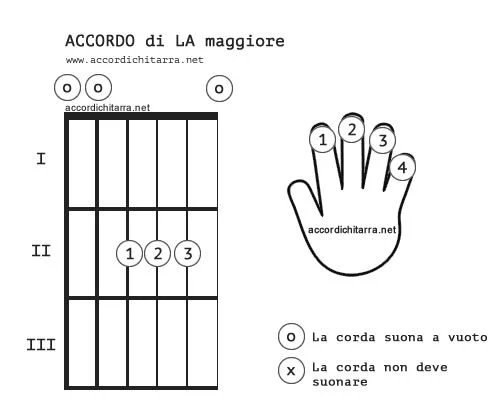 ACCORDO di LA maggiore
www.accordichitarra.net
o o o
accordichitarra.net
I
1 2 3 4
accordichitarra.net
II
1 2 3
o La corda suona a vuoto
III
x La corda non deve
suonare